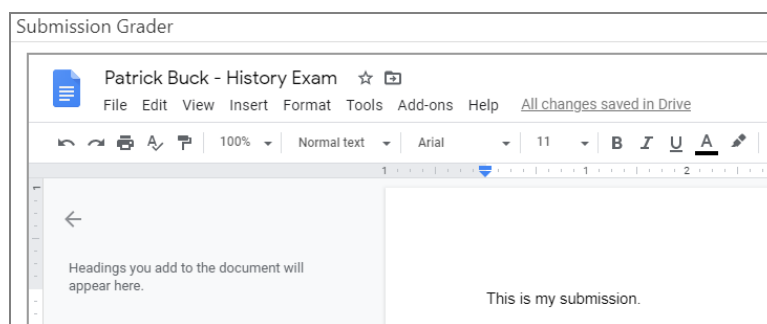 Submission Grader
Patrick Buck - History Exam
File Edit View Insert Format Tools Add-ons Help All changes saved in Drive
100% Normal text Arial 11 B I U A
1 1 2
1
Headings you add to the document will
appear here.
This is my submission.